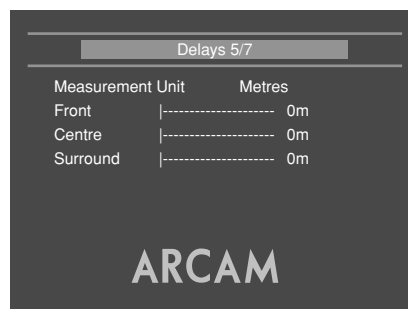 Delays 5/7
Measurement Unit Metres
Front |--------------------- 0m
Centre |--------------------- 0m
Surround |--------------------- 0m
ARCAM